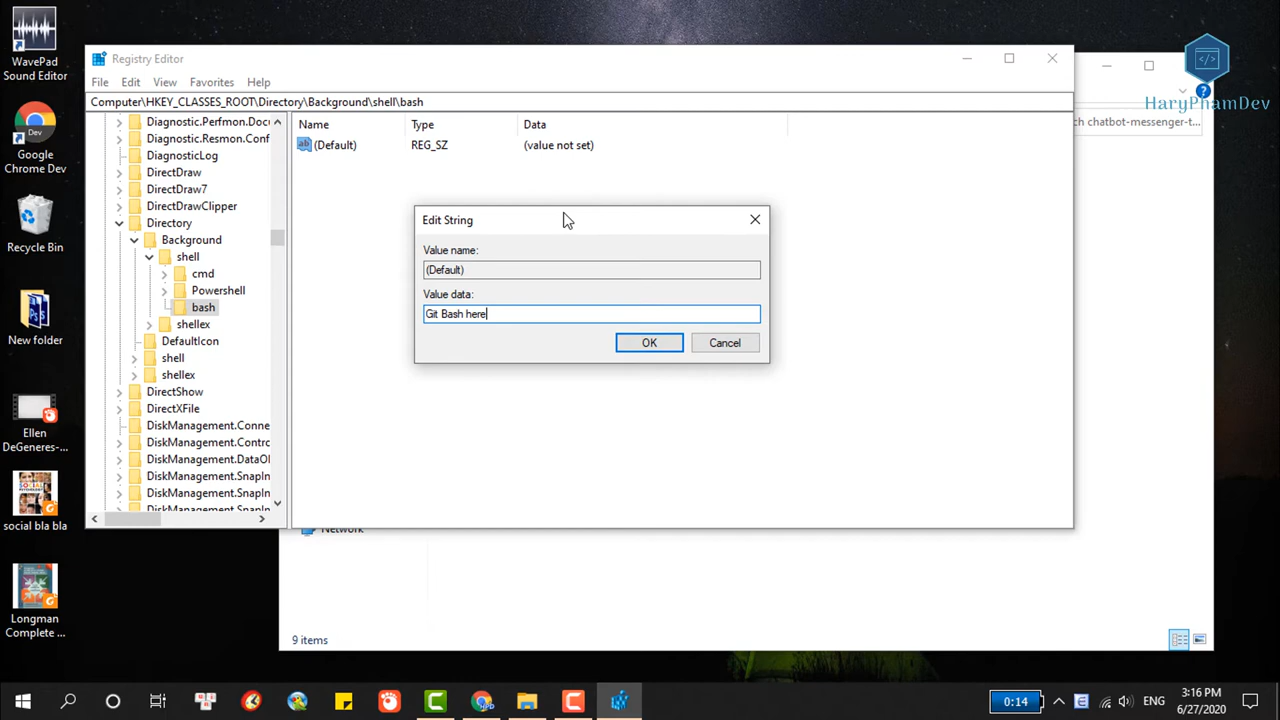 WavePad
Sound Editor
Google
Chrome Dev
Dev
Recycle Bin
New folder
Ellen
DeGeneres-...
social bla bla
Longman
Complete ...
HaryPhamDev
Registry Editor
File Edit View Favorites Help
Computer\HKEY_CLASSES_ROOT\Directory\Background\shell\bash
ch chatbot-messenger-t...
Diagnostic.Perfmon.Docu
Diagnostic.Resmon.Conf
DiagnosticLog
DirectDraw
DirectDraw7
DirectDrawClipper
Directory
Background
shell
cmd
Powershell
bash
shellex
DefaultIcon
shell
shellex
DirectShow
DirectXFile
DiskManagement.Conne
DiskManagement.Contro
DiskManagement.DataOl
DiskManagement.SnapIn
DiskManagement.SnapIn
Name Type Data
ab (Default) REG_SZ (value not set)
Edit String
Value name:
(Default)
Value data:
Git Bash here
OK Cancel
Network
9 items
0:14 ENG 3:16 PM
6/27/2020